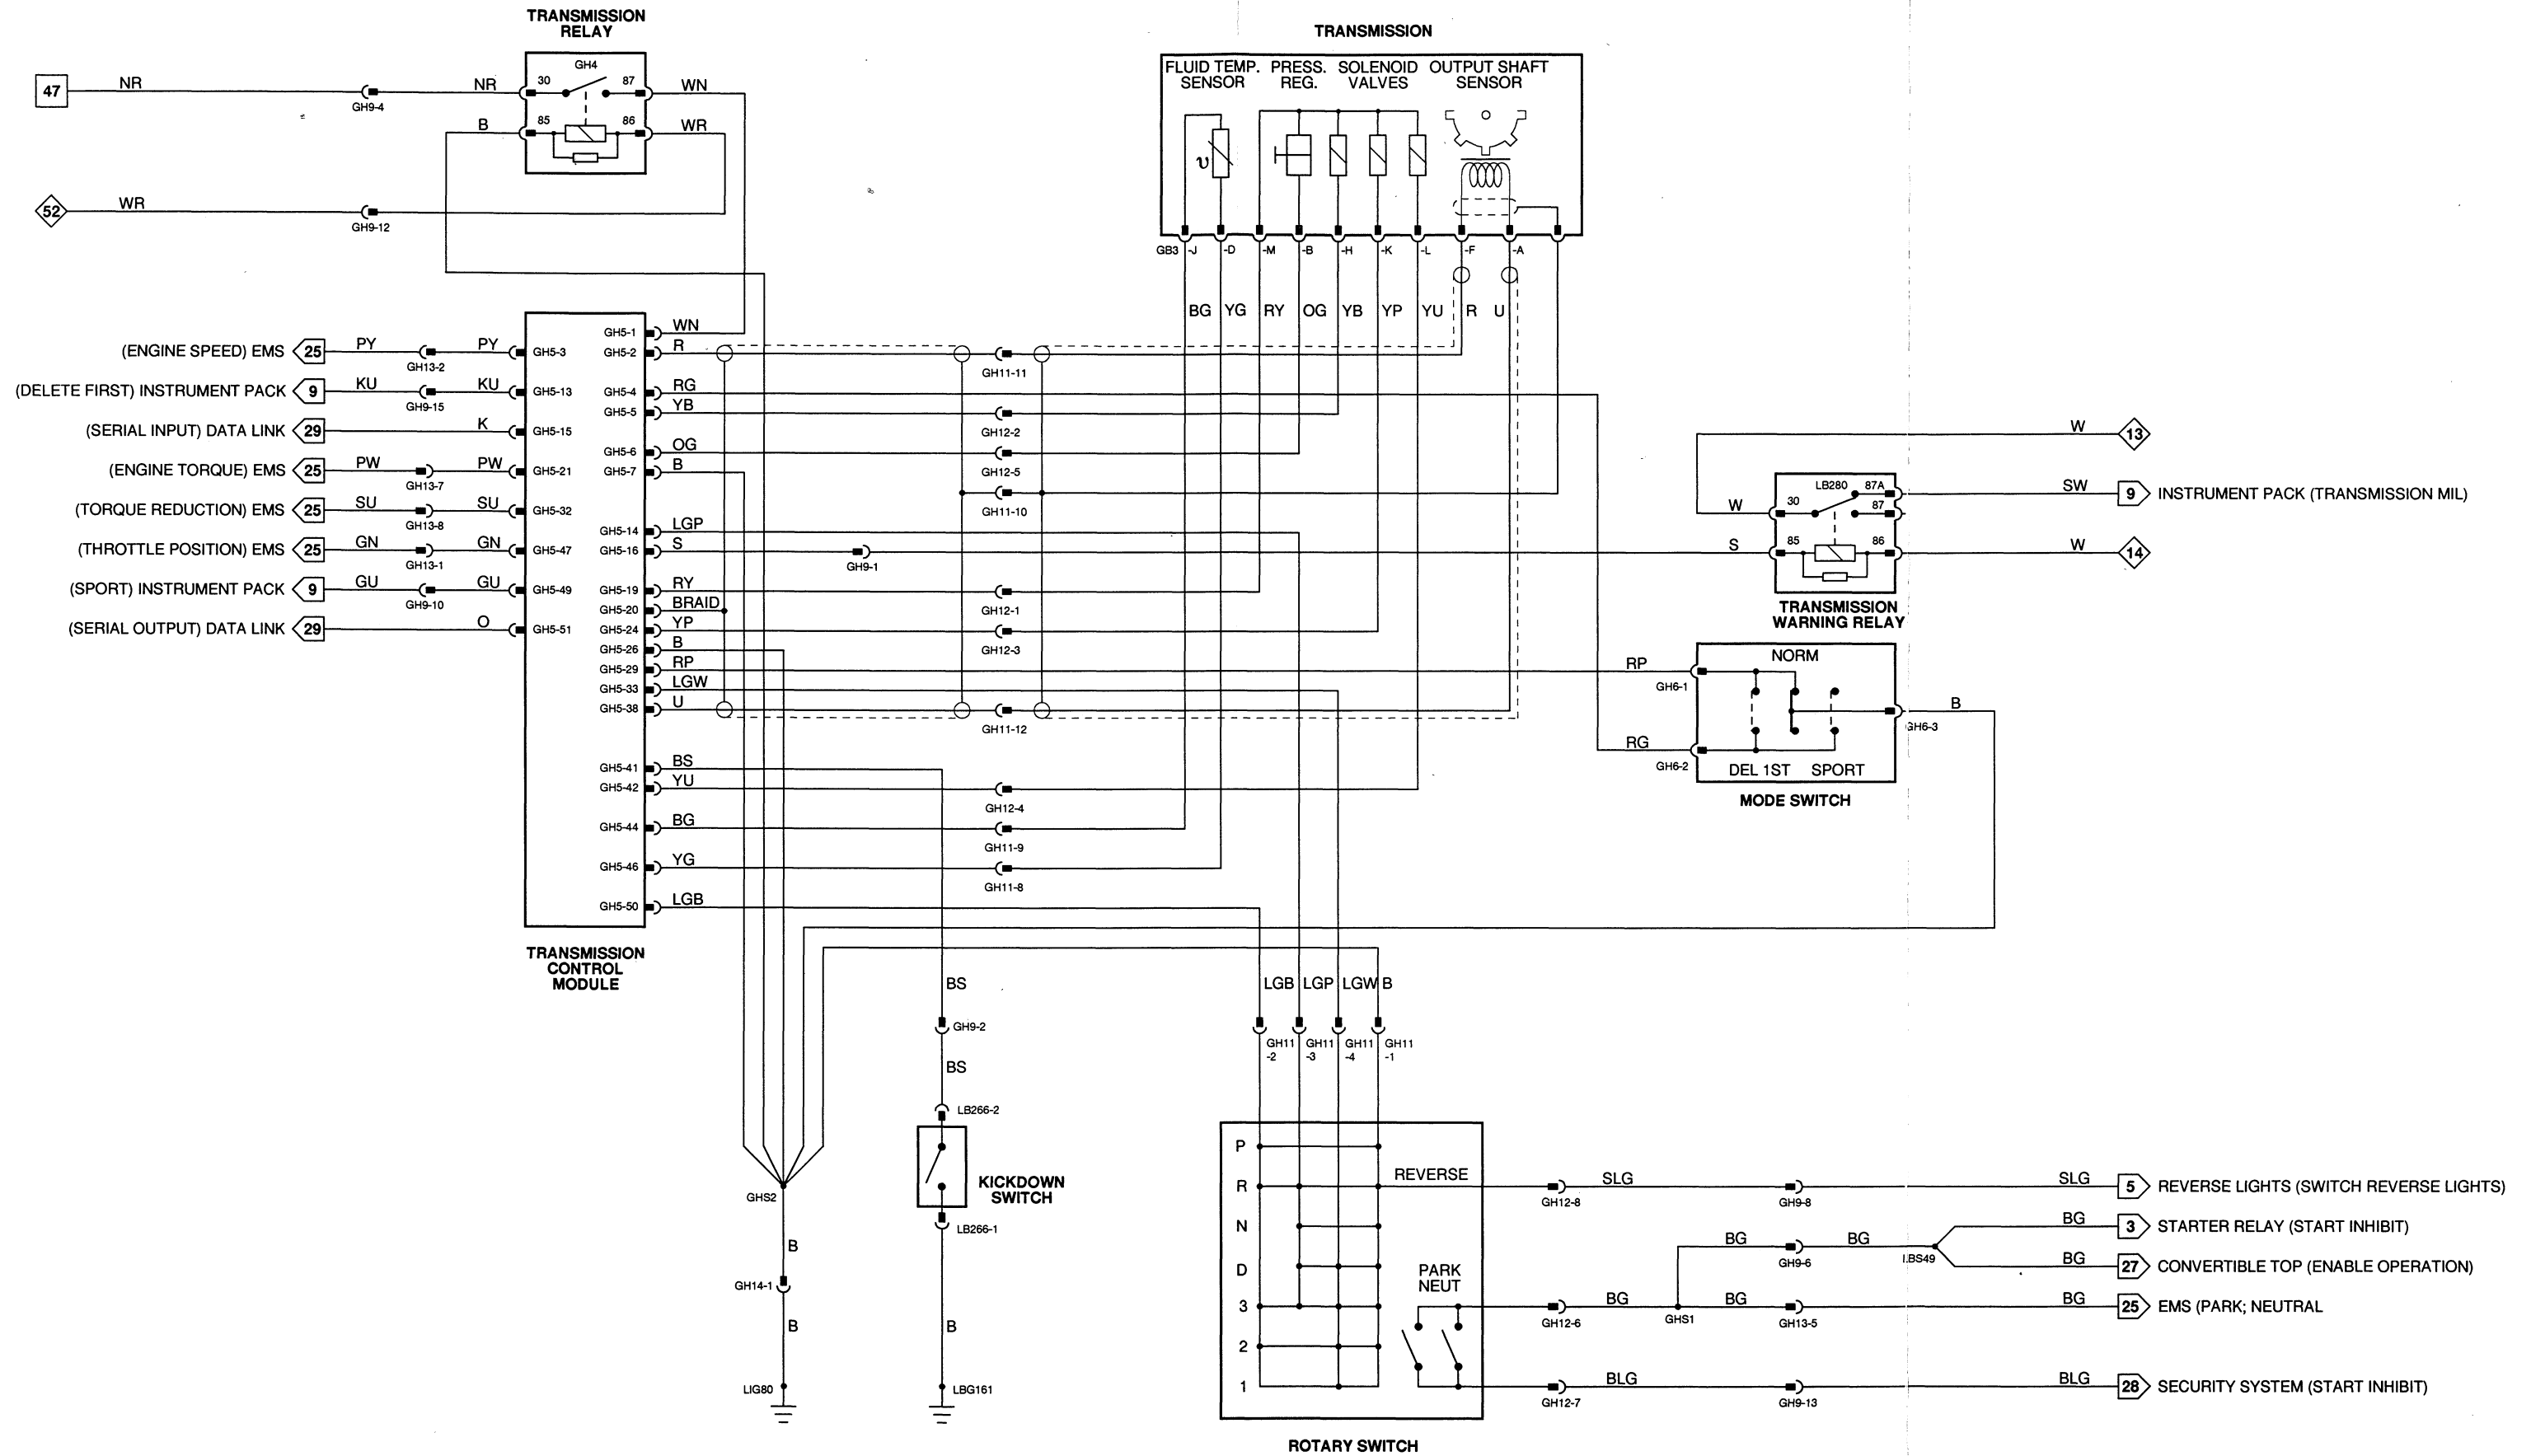 TRANSMISSION
RELAY
GH4
30
87
85
86
47
NR
GH9-4
NR
WN
B
WR
52
WR
GH9-12
TRANSMISSION
FLUID TEMP.
SENSOR
PRESS.
REG.
SOLENOID
VALVES
OUTPUT SHAFT
SENSOR
υ
GB3 -J
-D
-M
-B
-H
-K
-L
-F
-A
BG
YG
RY
OG
YB
YP
YU
R
U
(ENGINE SPEED) EMS 25 PY GH13-2 PY GH5-3
(DELETE FIRST) INSTRUMENT PACK 9 KU GH9-15 KU GH5-13
(SERIAL INPUT) DATA LINK 29 K GH5-15
(ENGINE TORQUE) EMS 25 PW GH13-7 PW GH5-21
(TORQUE REDUCTION) EMS 25 SU GH13-8 SU GH5-32
(THROTTLE POSITION) EMS 25 GN GH13-1 GN GH5-47
(SPORT) INSTRUMENT PACK 9 GU GH9-10 GU GH5-49
(SERIAL OUTPUT) DATA LINK 29 O GH5-51
GH5-1 WN
GH5-2 R GH11-11
GH5-4 RG
GH5-5 YB GH12-2
GH5-6 OG GH12-5
GH5-7 B
GH11-10
GH5-14 LGP
GH5-16 S GH9-1
GH5-19 RY GH12-1
GH5-20 BRAID
GH5-24 YP GH12-3
GH5-26 B
GH5-29 RP
GH5-33 LGW
GH5-38 U GH11-12
GH5-41 BS
GH5-42 YU GH12-4
GH5-44 BG GH11-9
GH5-46 YG GH11-8
GH5-50 LGB
TRANSMISSION
CONTROL
MODULE
W
13
LB280
87A
30
87
85
86
W
S
SW
9 INSTRUMENT PACK (TRANSMISSION MIL)
W
14
TRANSMISSION
WARNING RELAY
NORM
RP
GH6-1
RG
GH6-2
B
GH6-3
DEL 1ST SPORT
MODE SWITCH
BS
GH9-2
BS
LB266-2
KICKDOWN
SWITCH
LB266-1
B
LBG161
GHS2
B
GH14-1
B
LIG80
LGB
LGP
LGW
B
GH11
-2
GH11
-3
GH11
-4
GH11
-1
P
R
N
D
3
2
1
REVERSE
PARK
NEUT
ROTARY SWITCH
GH12-8 SLG GH9-8 SLG 5 REVERSE LIGHTS (SWITCH REVERSE LIGHTS)
BG GH9-6 BG LBS49 BG 3 STARTER RELAY (START INHIBIT)
BG 27 CONVERTIBLE TOP (ENABLE OPERATION)
GH12-6 BG GHS1 BG GH13-5 BG 25 EMS (PARK; NEUTRAL
GH12-7 BLG GH9-13 BLG 28 SECURITY SYSTEM (START INHIBIT)